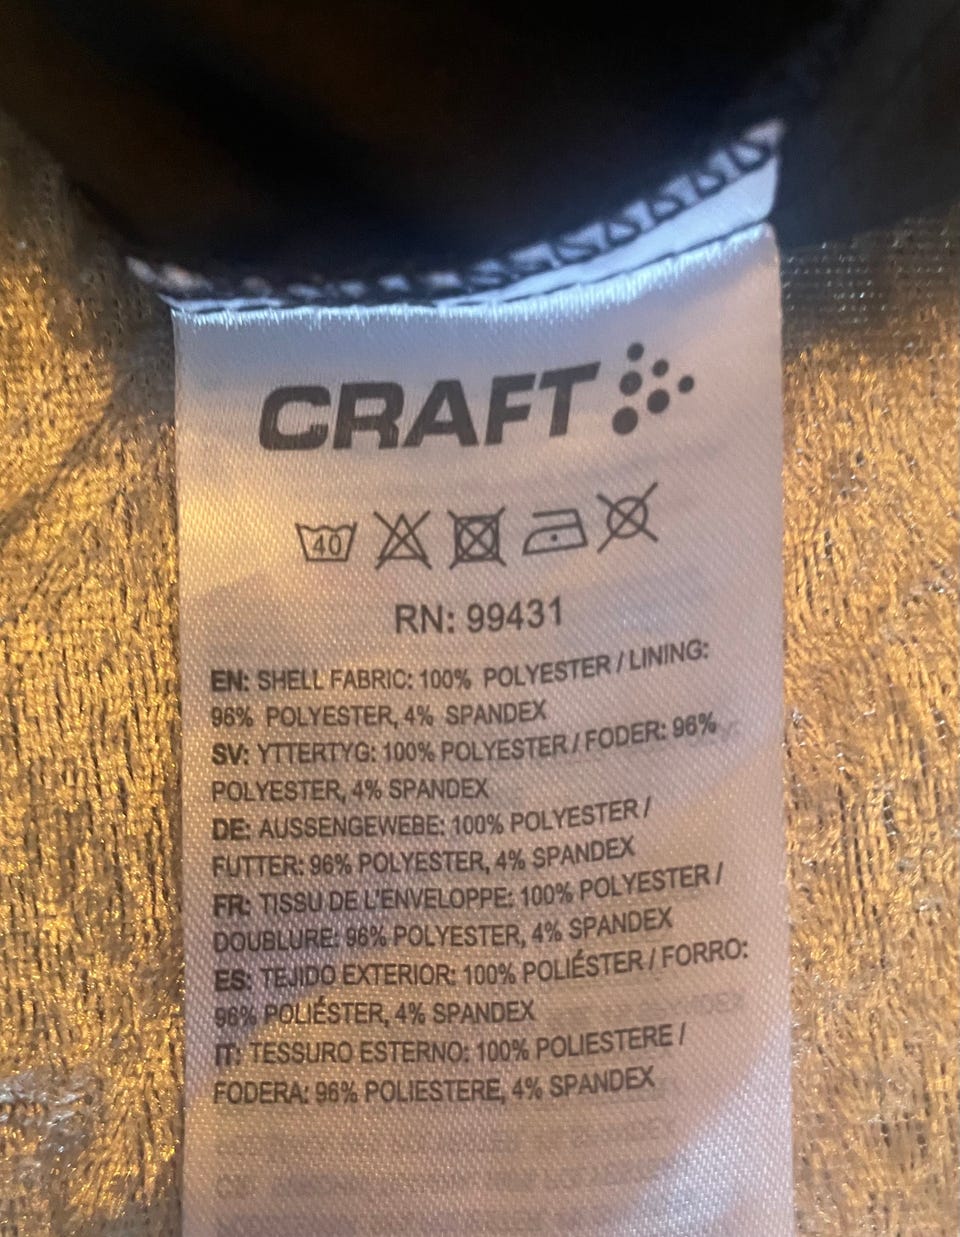 CRAFT
40
RN: 99431
EN: SHELL FABRIC: 100% POLYESTER / LINING:
96% POLYESTER, 4% SPANDEX
SV: YTTERTYG: 100% POLYESTER / FODER: 96%
POLYESTER, 4% SPANDEX
DE: AUSSENGEWEBE: 100% POLYESTER /
FUTTER: 96% POLYESTER, 4% SPANDEX
FR: TISSU DE L'ENVELOPPE: 100% POLYESTER /
DOUBLURE: 96% POLYESTER, 4% SPANDEX
ES: TEJIDO EXTERIOR: 100% POLIÉSTER / FORRO:
96% POLIÉSTER, 4% SPANDEX
IT: TESSURO ESTERNO: 100% POLIESTERE /
FODERA: 96% POLIESTERE, 4% SPANDEX